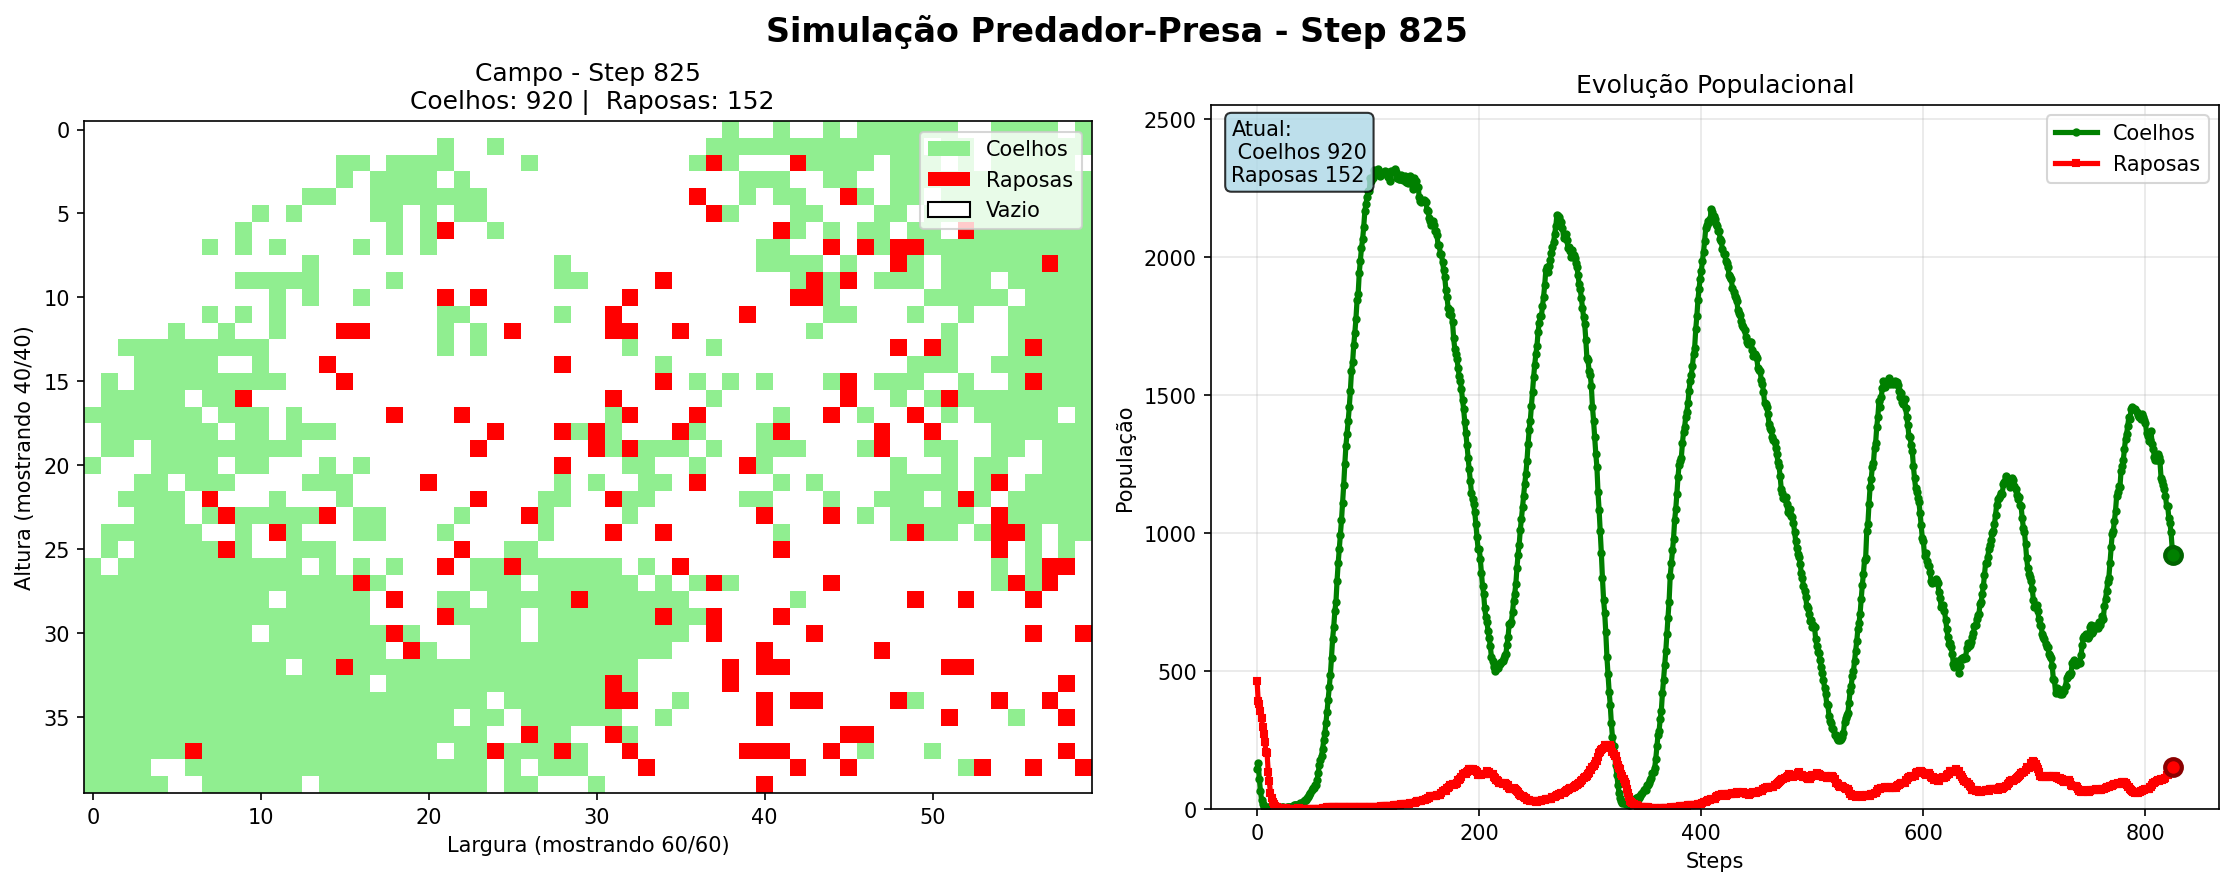 Simulação Predador-Presa - Step 825
Campo - Step 825
Coelhos: 920 |  Raposas: 152
Coelhos
Raposas
Vazio
0
5
10
15
20
25
30
35
Altura (mostrando 40/40)
0
10
20
30
40
50
Largura (mostrando 60/60)
Evolução Populacional
Atual:
Coelhos 920
Raposas 152
Coelhos
Raposas
2500
2000
1500
1000
500
0
População
0
200
400
600
800
Steps